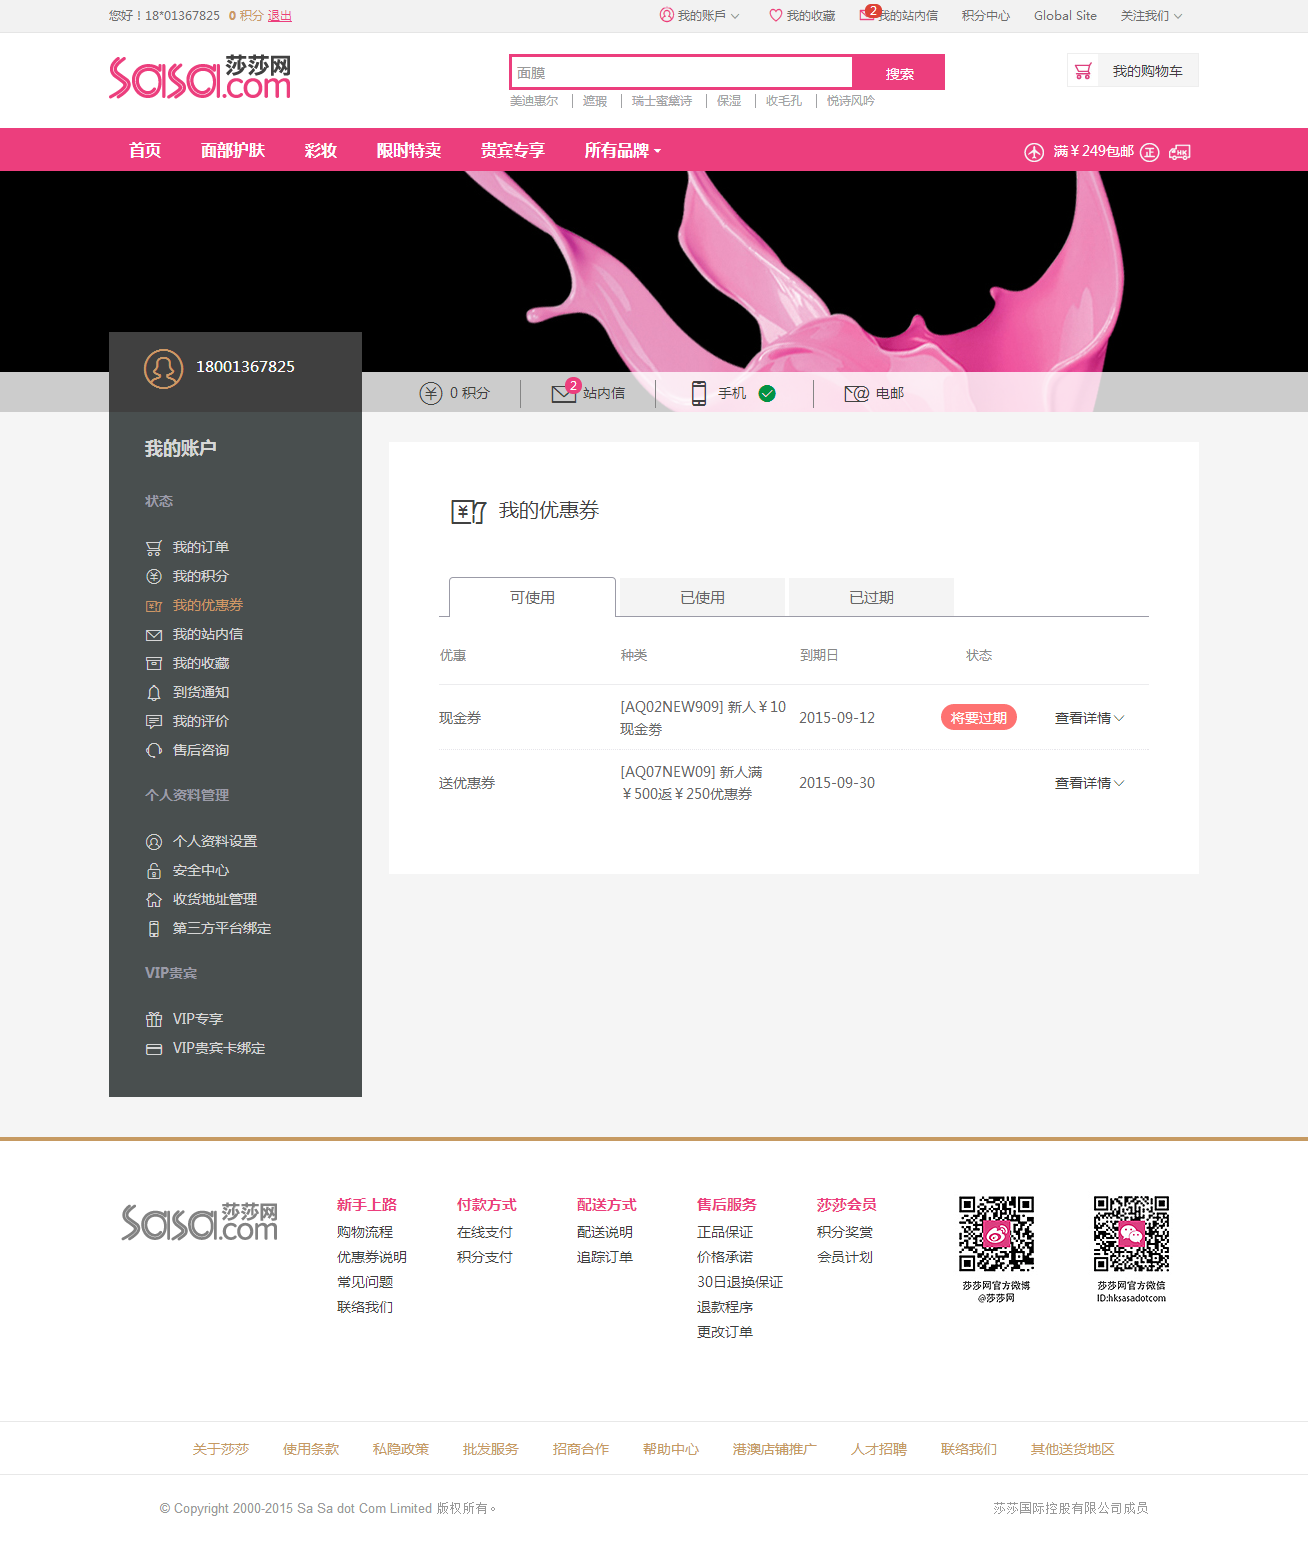 您好！18*01367825 0 积分 退出
我的账戶 我的收藏 2 我的站内信 积分中心 Global Site 关注我们
sasa.com 莎莎网
面膜 搜索
我的购物车
美迪惠尔 遮瑕 瑞士蜜黛诗 保湿 收毛孔 悦诗风吟
首页 面部护肤 彩妆 限时特卖 贵宾专享 所有品牌
满￥249包邮 正 HK
18001367825
0 积分 2 站内信 手机 电邮
我的账户
状态
我的订单
我的积分
我的优惠券
我的站内信
我的收藏
到货通知
我的评价
售后咨询
个人资料管理
个人资料设置
安全中心
收货地址管理
第三方平台绑定
VIP贵宾
VIP专享
VIP贵宾卡绑定
我的优惠券
可使用 已使用 已过期
优惠 种类 到期日 状态
现金券 [AQ02NEW909] 新人￥10现金劵 2015-09-12 将要过期 查看详情
送优惠券 [AQ07NEW09] 新人满￥500返￥250优惠券 2015-09-30 查看详情
sasa.com 莎莎网
新手上路
购物流程
优惠券说明
常见问题
联络我们
付款方式
在线支付
积分支付
配送方式
配送说明
追踪订单
售后服务
正品保证
价格承诺
30日退换保证
退款程序
更改订单
莎莎会员
积分奖赏
会员计划
莎莎网官方微博
@莎莎网
莎莎网官方微信
ID:hksasadotcom
关于莎莎 使用条款 私隐政策 批发服务 招商合作 帮助中心 港澳店铺推广 人才招聘 联络我们 其他送货地区
© Copyright 2000-2015 Sa Sa dot Com Limited 版权所有。
莎莎国际控股有限公司成员